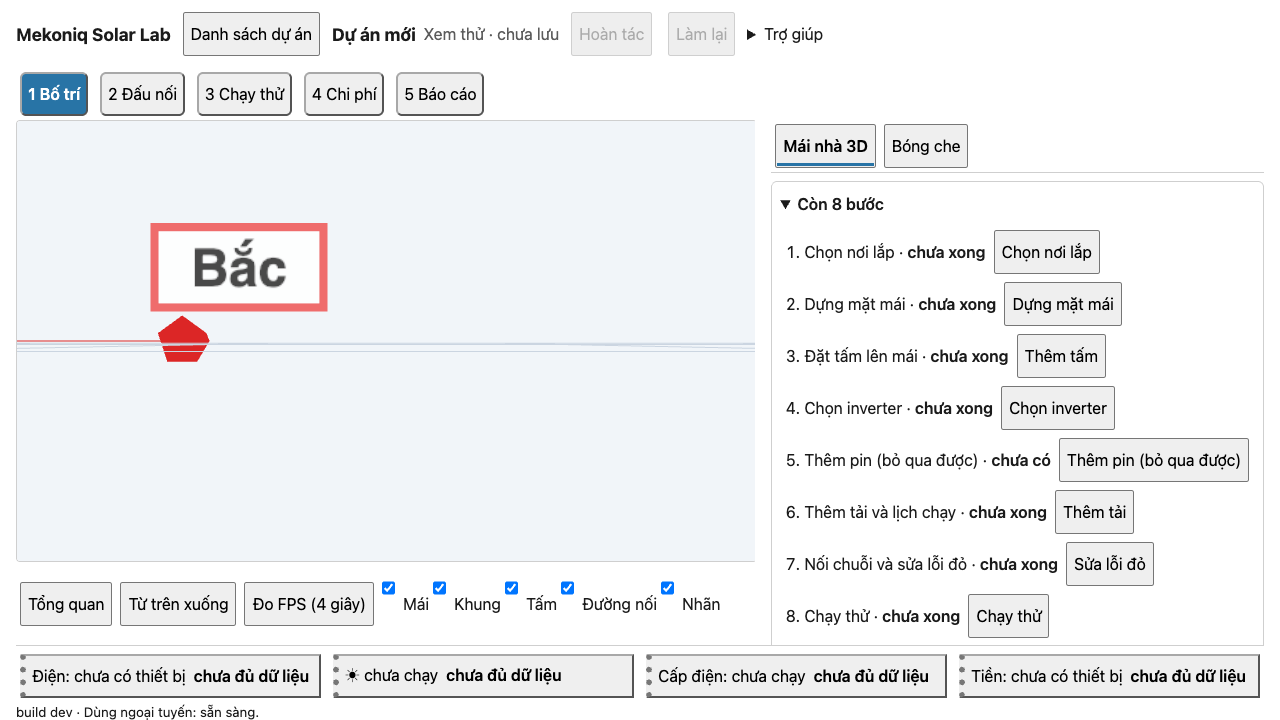 Mekoniq Solar Lab Danh sách dự án Dự án mới Xem thử · chưa lưu Hoàn tác Làm lại ▶ Trợ giúp
1 Bố trí 2 Đấu nối 3 Chạy thử 4 Chi phí 5 Báo cáo
Bắc
Mái nhà 3D Bóng che
▼ Còn 8 bước
1. Chọn nơi lắp · chưa xong Chọn nơi lắp
2. Dựng mặt mái · chưa xong Dựng mặt mái
3. Đặt tấm lên mái · chưa xong Thêm tấm
4. Chọn inverter · chưa xong Chọn inverter
5. Thêm pin (bỏ qua được) · chưa có Thêm pin (bỏ qua được)
6. Thêm tải và lịch chạy · chưa xong Thêm tải
7. Nối chuỗi và sửa lỗi đỏ · chưa xong Sửa lỗi đỏ
8. Chạy thử · chưa xong Chạy thử
Tổng quan Từ trên xuống Đo FPS (4 giây) Mái Khung Tấm Đường nối Nhãn
Điện: chưa có thiết bị chưa đủ dữ liệu ☀ chưa chạy chưa đủ dữ liệu Cấp điện: chưa chạy chưa đủ dữ liệu Tiền: chưa có thiết bị chưa đủ dữ liệu
build dev · Dùng ngoại tuyến: sẵn sàng.